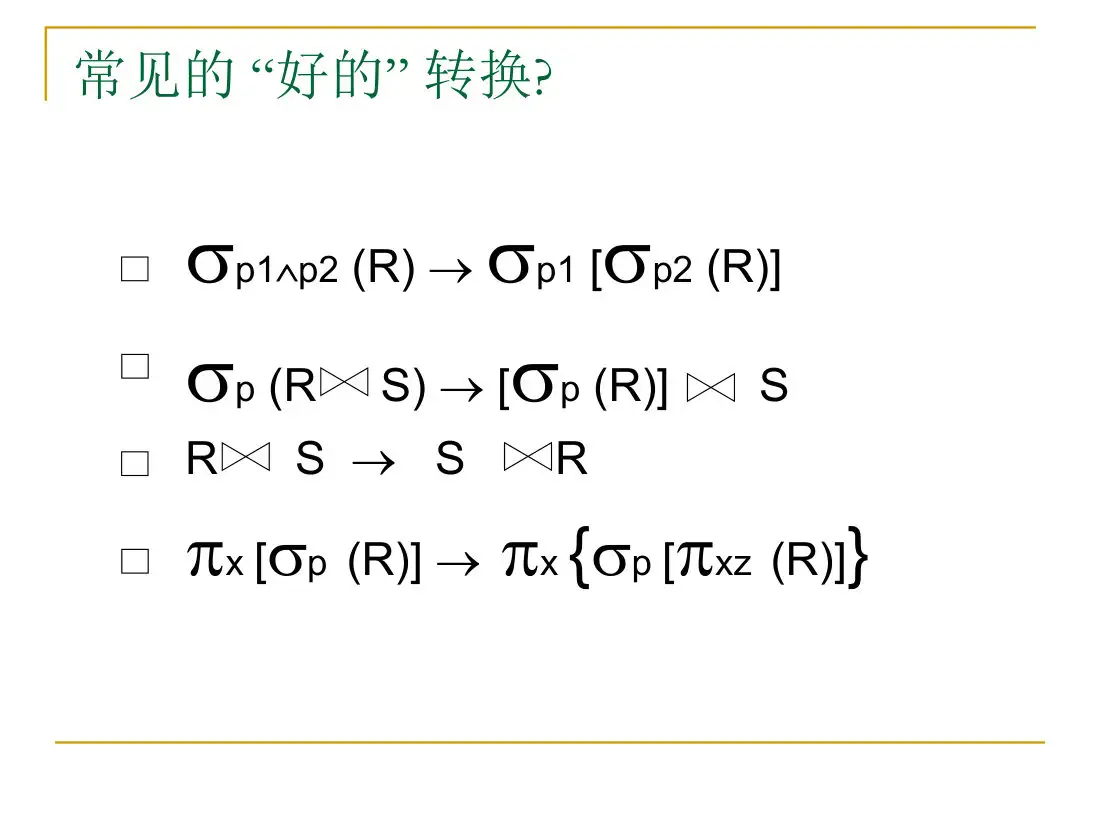 常见的 “好的” 转换?
□ σp1∧p2 (R) → σp1 [σp2 (R)]
□ σp (R⋈ S) → [σp (R)] ⋈ S
□ R⋈ S → S ⋈R
□ πx [σp (R)] → πx {σp [πxz (R)]}